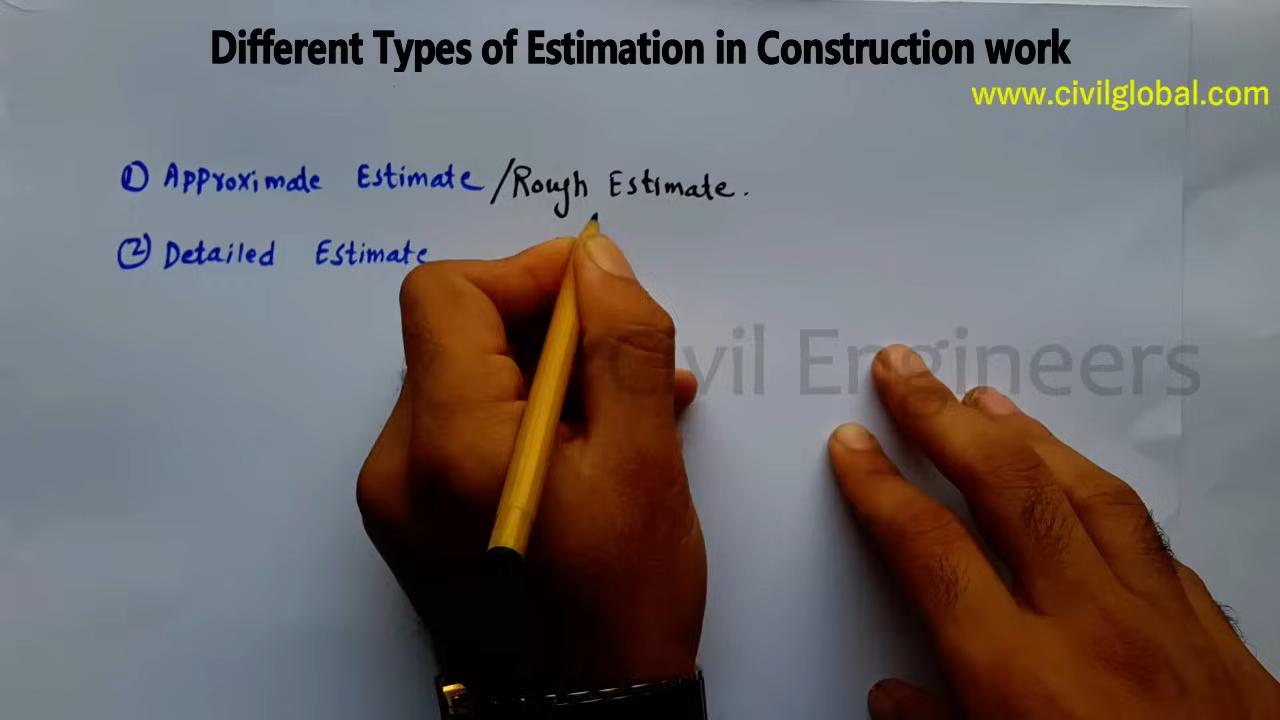 Different Types of Estimation in Construction work
www.civilglobal.com
① Approximate Estimate /Rough Estimate.
② Detailed Estimate
Civil Engineers